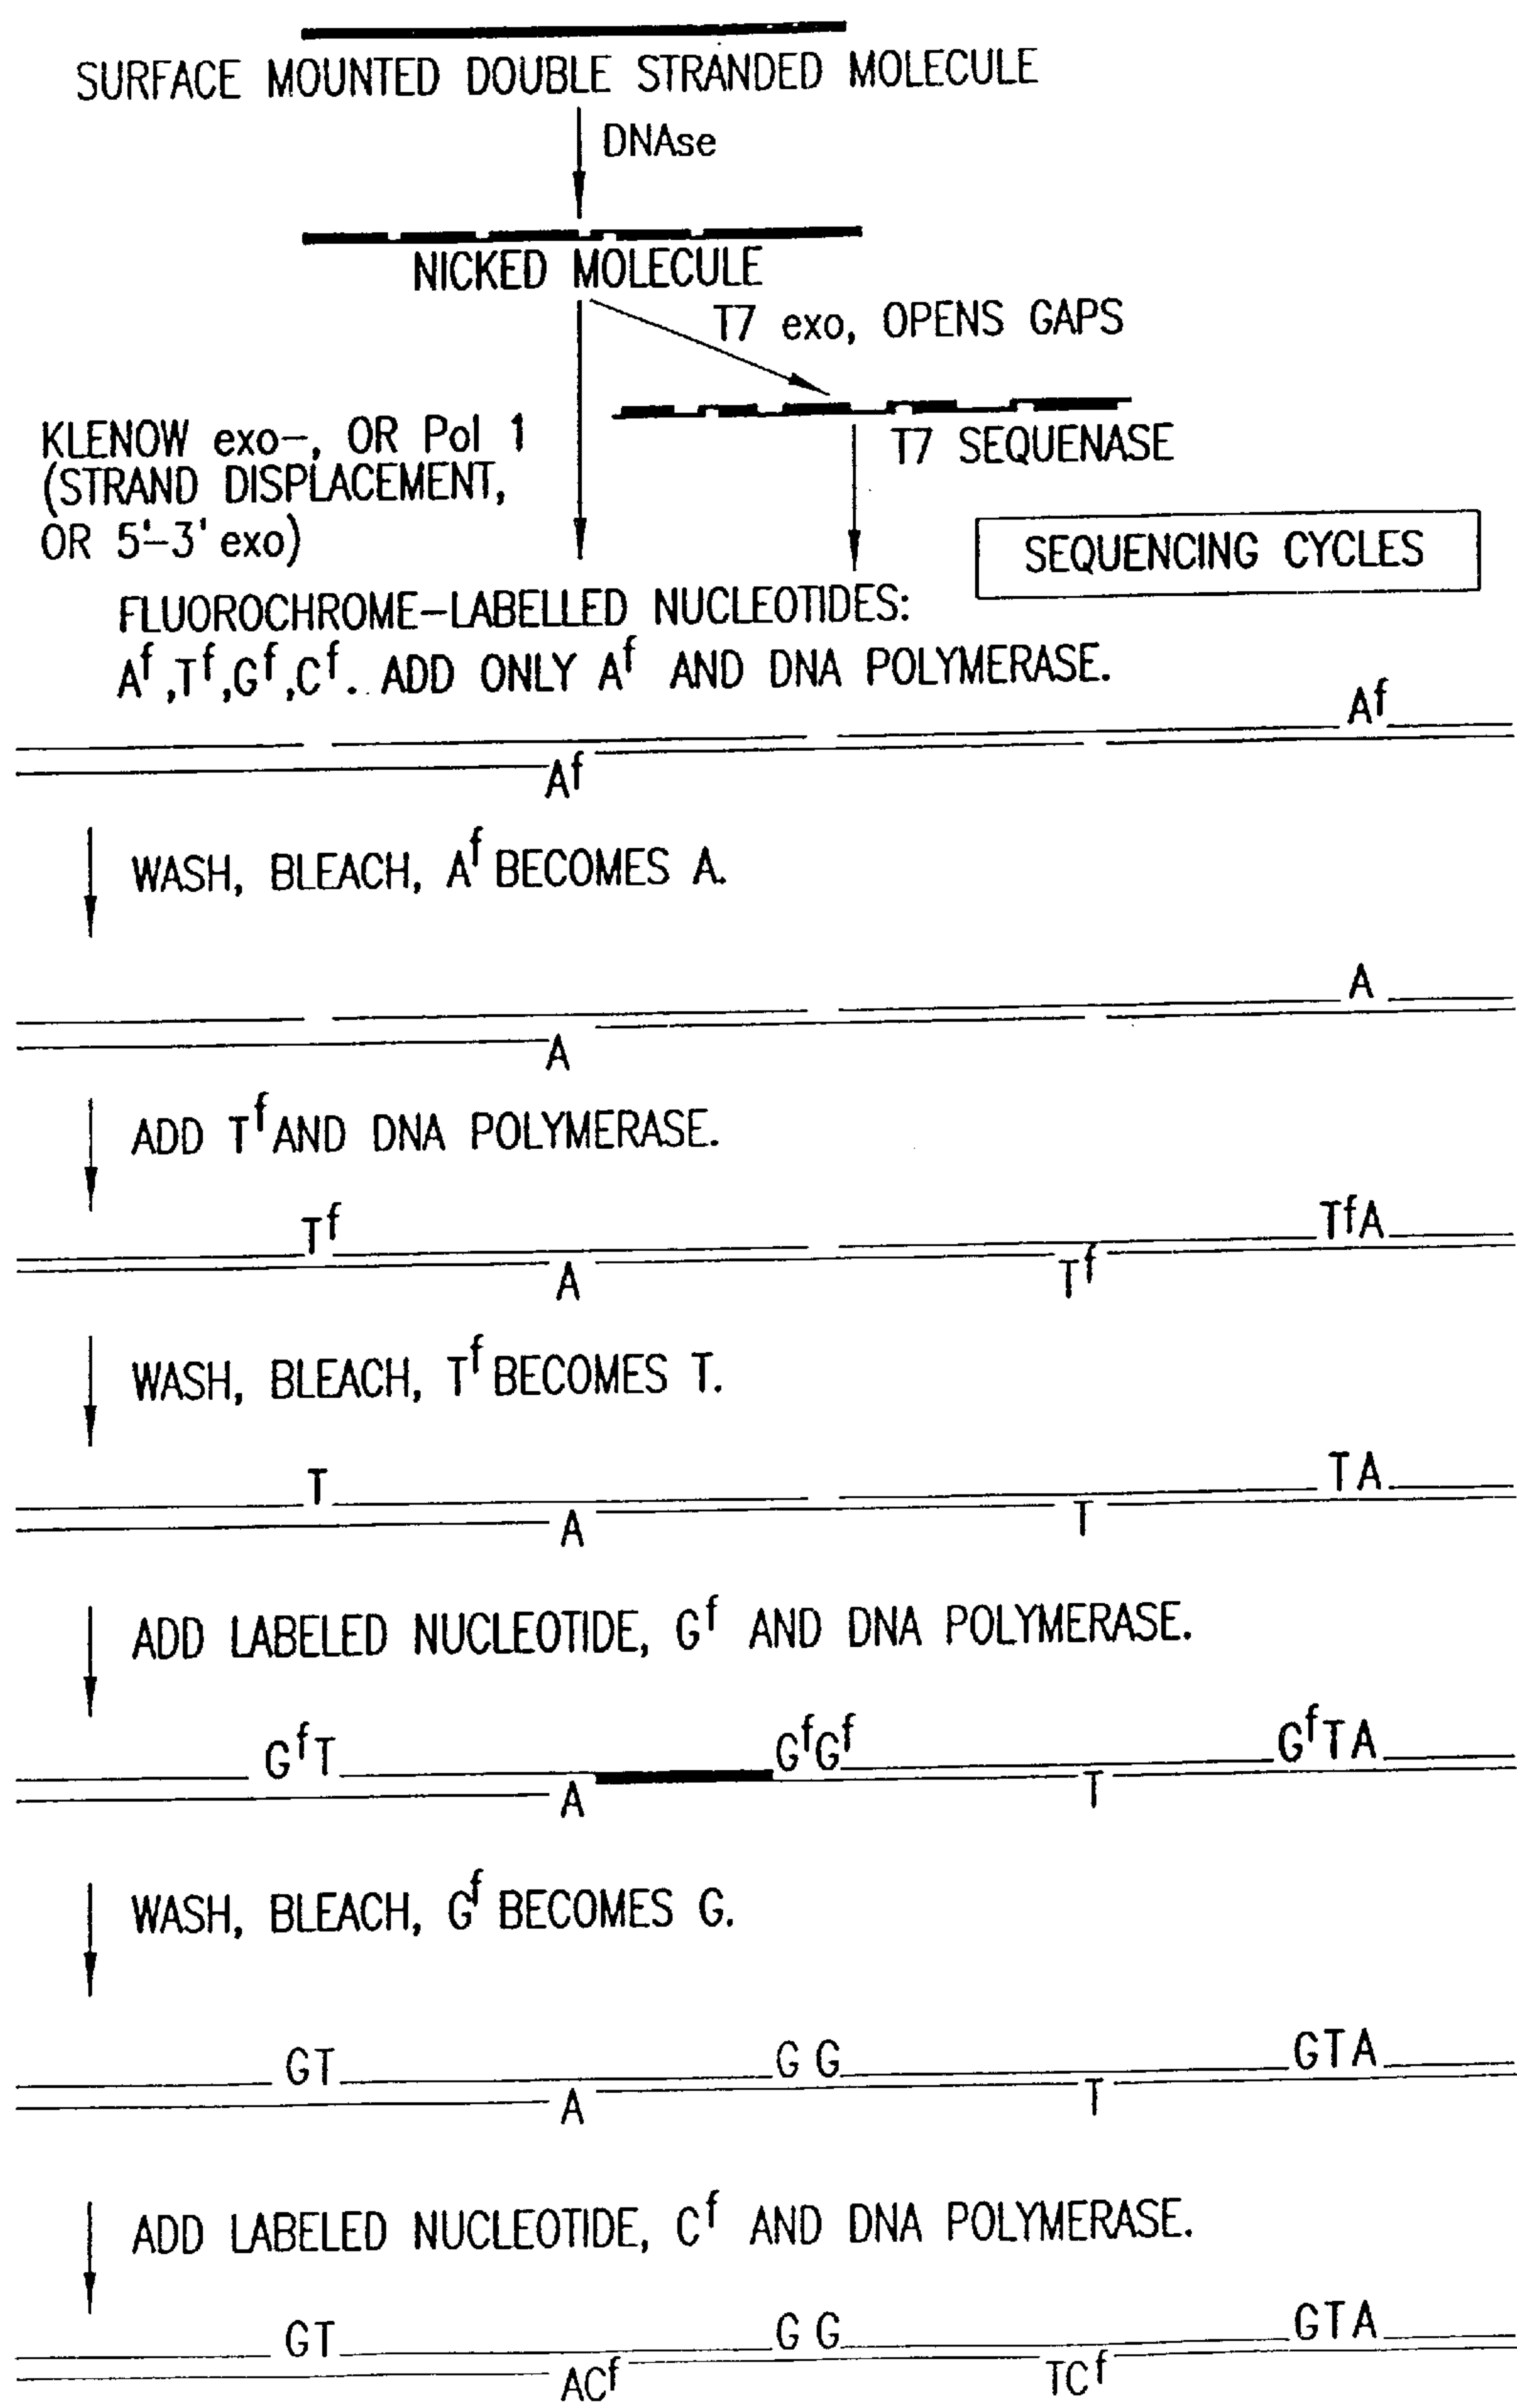 SURFACE MOUNTED DOUBLE STRANDED MOLECULE
DNAse
NICKED MOLECULE
T7 exo, OPENS GAPS
KLENOW exo-, OR Pol 1
(STRAND DISPLACEMENT,
OR 5'-3' exo)
T7 SEQUENASE
SEQUENCING CYCLES
FLUOROCHROME-LABELLED NUCLEOTIDES:
Af,Tf,Gf,Cf. ADD ONLY Af AND DNA POLYMERASE.
Af
Af
WASH, BLEACH, Af BECOMES A.
A
A
ADD Tf AND DNA POLYMERASE.
Tf
TfA
A
Tf
WASH, BLEACH, Tf BECOMES T.
T
TA
A
T
ADD LABELED NUCLEOTIDE, Gf AND DNA POLYMERASE.
GfT
GfGf
GfTA
A
T
WASH, BLEACH, Gf BECOMES G.
GT
G G
GTA
A
T
ADD LABELED NUCLEOTIDE, Cf AND DNA POLYMERASE.
GT
G G
GTA
ACf
TCf